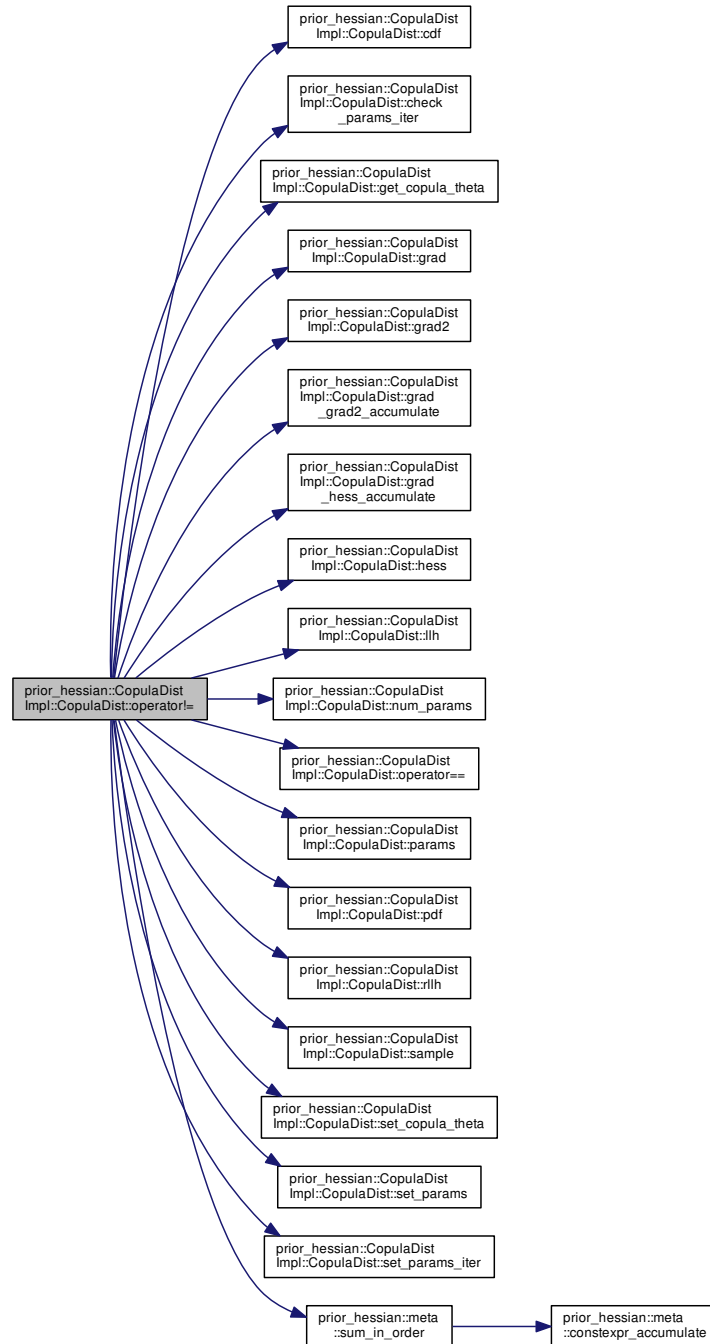 prior_hessian::CopulaDist
Impl::CopulaDist::cdf
prior_hessian::CopulaDist
Impl::CopulaDist::check
_params_iter
prior_hessian::CopulaDist
Impl::CopulaDist::get_copula_theta
prior_hessian::CopulaDist
Impl::CopulaDist::grad
prior_hessian::CopulaDist
Impl::CopulaDist::grad2
prior_hessian::CopulaDist
Impl::CopulaDist::grad
_grad2_accumulate
prior_hessian::CopulaDist
Impl::CopulaDist::grad
_hess_accumulate
prior_hessian::CopulaDist
Impl::CopulaDist::hess
prior_hessian::CopulaDist
Impl::CopulaDist::llh
prior_hessian::CopulaDist
Impl::CopulaDist::operator!=
prior_hessian::CopulaDist
Impl::CopulaDist::num_params
prior_hessian::CopulaDist
Impl::CopulaDist::operator==
prior_hessian::CopulaDist
Impl::CopulaDist::params
prior_hessian::CopulaDist
Impl::CopulaDist::pdf
prior_hessian::CopulaDist
Impl::CopulaDist::rllh
prior_hessian::CopulaDist
Impl::CopulaDist::sample
prior_hessian::CopulaDist
Impl::CopulaDist::set_copula_theta
prior_hessian::CopulaDist
Impl::CopulaDist::set_params
prior_hessian::CopulaDist
Impl::CopulaDist::set_params_iter
prior_hessian::meta
::sum_in_order
prior_hessian::meta
::constexpr_accumulate